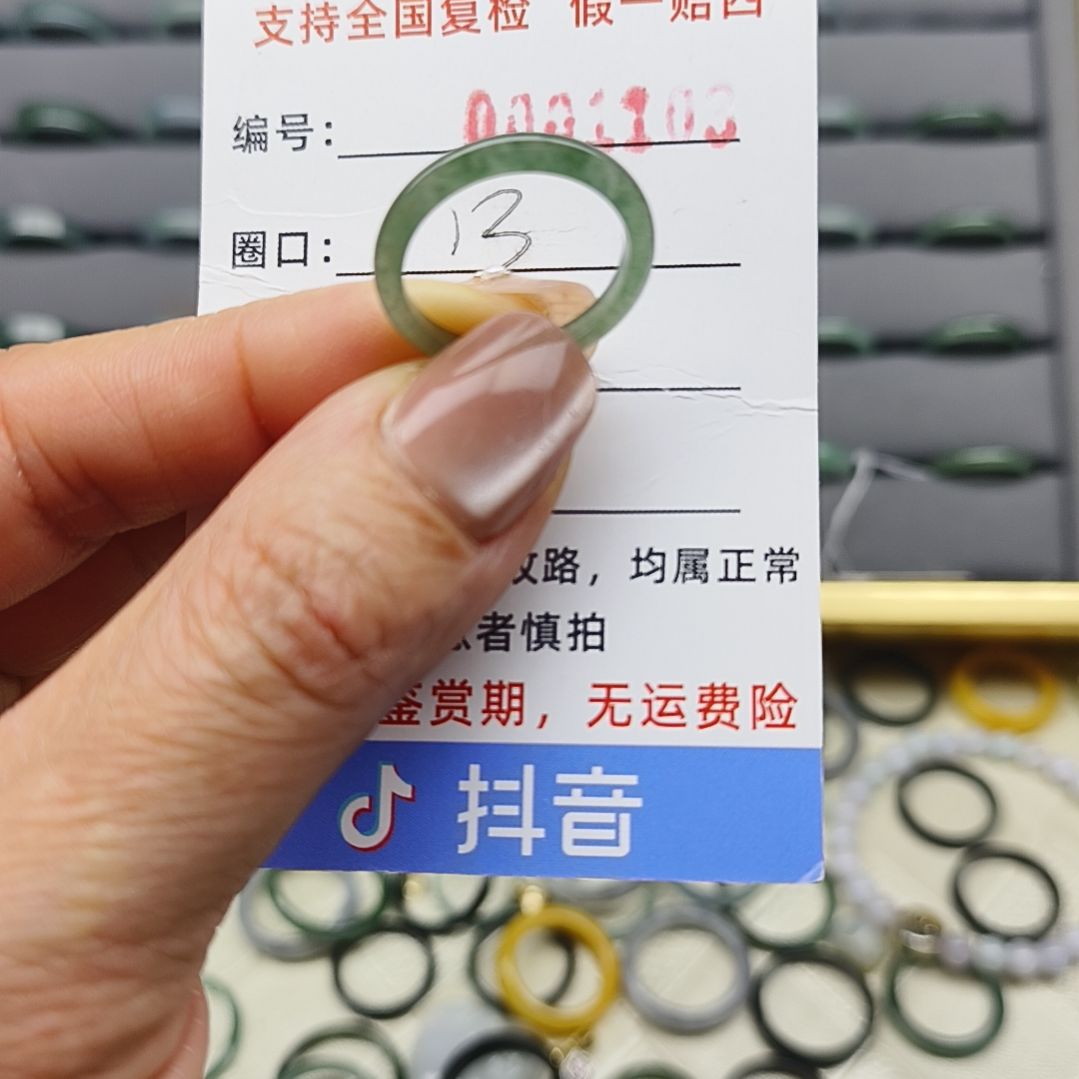 支持全国复检 假一赔四
编号：
圈口： 13
路，均属正常
者慎拍
鉴赏期，无运费险
抖音